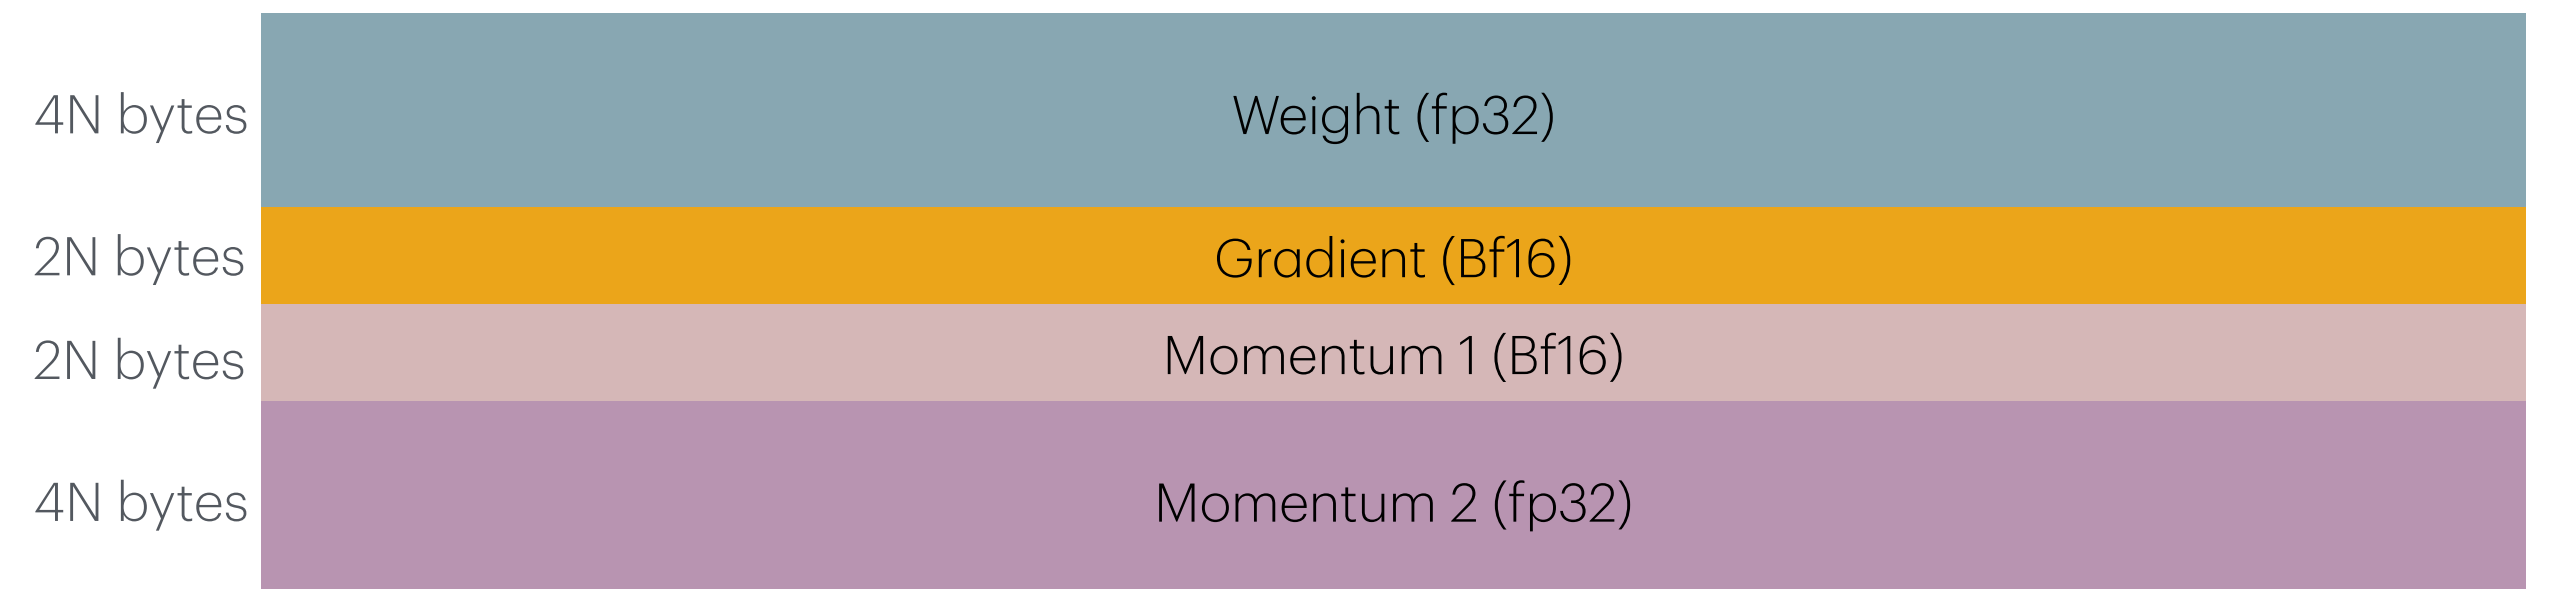 4N bytes
Weight (fp32)
2N bytes
Gradient (Bf16)
2N bytes
Momentum 1 (Bf16)
4N bytes
Momentum 2 (fp32)